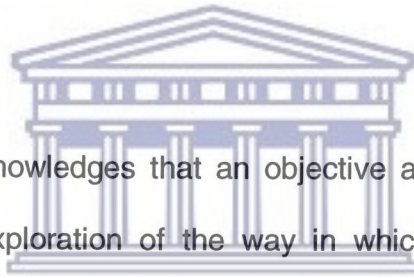 nowledges that an objective a
xploration of the way in whic